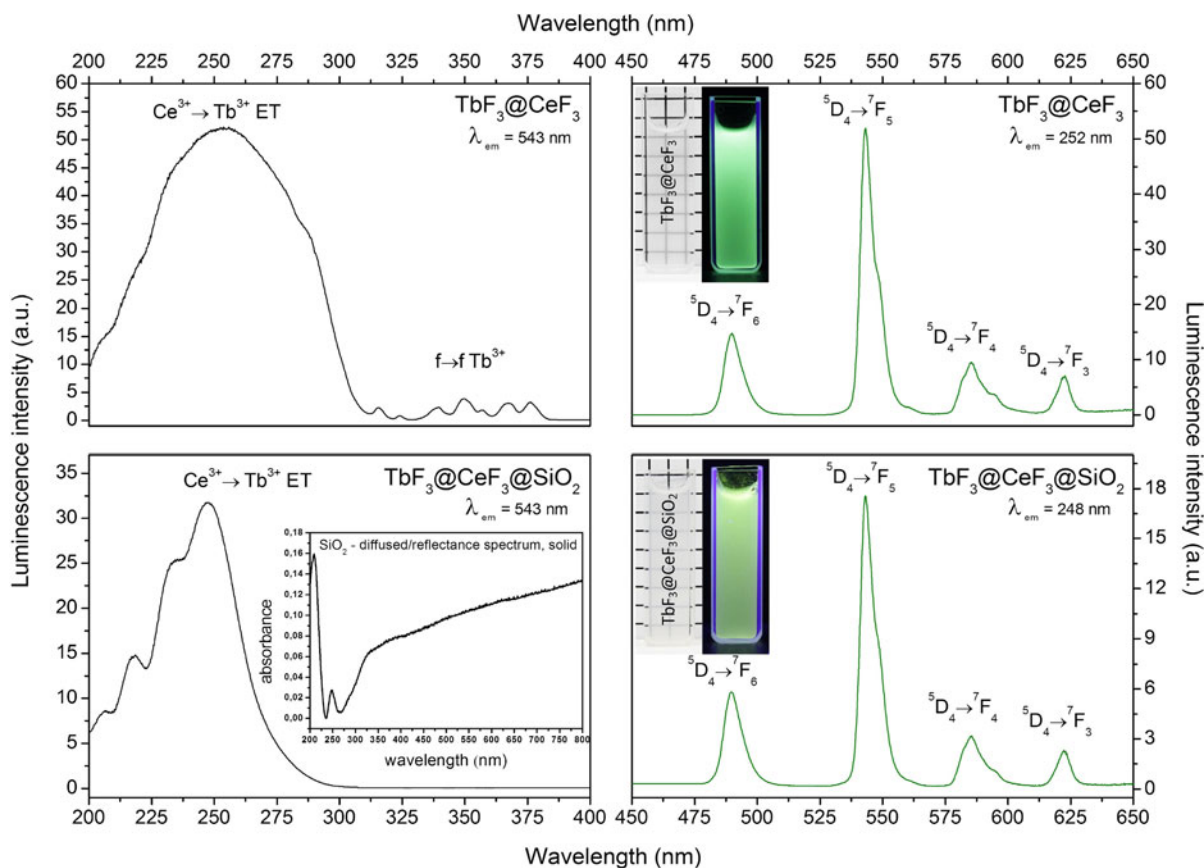 Wavelength (nm)
200 225 250 275 300 325 350 375 400
450 475 500 525 550 575 600 625 650
Luminescence intensity (a.u.)
60
55
50
45
40
35
30
25
20
15
10
5
0
Ce³⁺→Tb³⁺ ET
TbF₃@CeF₃
λ em = 543 nm
f→f Tb³⁺
TbF₃@CeF₃
⁵D₄→⁷F₅
TbF₃@CeF₃
λ em = 252 nm
⁵D₄→⁷F₆
⁵D₄→⁷F₄
⁵D₄→⁷F₃
60
50
40
30
20
10
0
Luminescence intensity (a.u.)
35
30
25
20
15
10
5
0
Ce³⁺→Tb³⁺ ET
TbF₃@CeF₃@SiO₂
λ em = 543 nm
SiO₂ - diffused/reflectance spectrum, solid
absorbance
0,18
0,16
0,14
0,12
0,10
0,08
0,06
0,04
0,02
0,00
200 250 300 350 400 450 500 550 600 650 700 750 800
wavelength (nm)
TbF₃@CeF₃@SiO₂
⁵D₄→⁷F₅
TbF₃@CeF₃@SiO₂
λ em = 248 nm
⁵D₄→⁷F₆
⁵D₄→⁷F₄
⁵D₄→⁷F₃
18
15
12
9
6
3
0
200 225 250 275 300 325 350 375 400
450 475 500 525 550 575 600 625 650
Wavelength (nm)